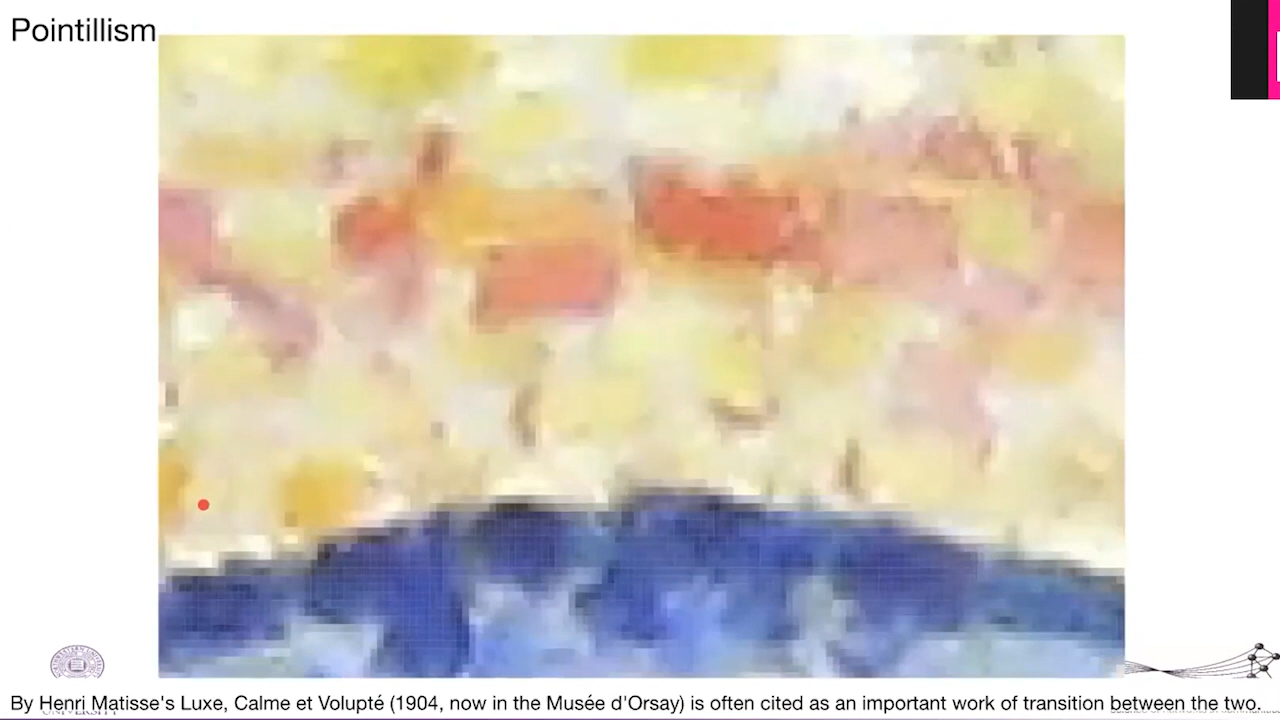 Pointillism
By Henri Matisse's Luxe, Calme et Volupté (1904, now in the Musée d'Orsay) is often cited as an important work of transition between the two.
UNIVERSITY